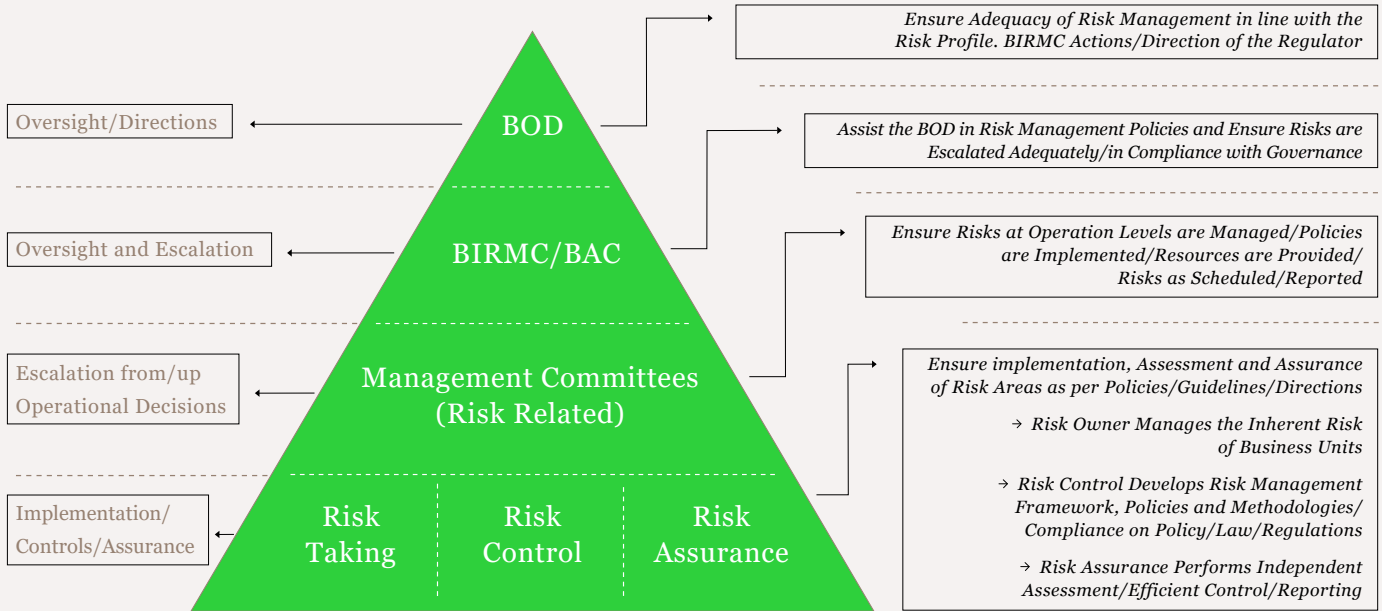 Ensure Adequacy of Risk Management in line with the
Risk Profile. BIRMC Actions/Direction of the Regulator
Oversight/Directions
BOD
Assist the BOD in Risk Management Policies and Ensure Risks are
Escalated Adequately/in Compliance with Governance
Oversight and Escalation
BIRMC/BAC
Ensure Risks at Operation Levels are Managed/Policies
are Implemented/Resources are Provided/
Risks as Scheduled/Reported
Escalation from/up
Operational Decisions
Management Committees
(Risk Related)
Ensure implementation, Assessment and Assurance
of Risk Areas as per Policies/Guidelines/Directions
→ Risk Owner Manages the Inherent Risk
of Business Units
→ Risk Control Develops Risk Management
Framework, Policies and Methodologies/
Compliance on Policy/Law/Regulations
→ Risk Assurance Performs Independent
Assessment/Efficient Control/Reporting
Implementation/
Controls/Assurance
Risk
Taking
Risk
Control
Risk
Assurance